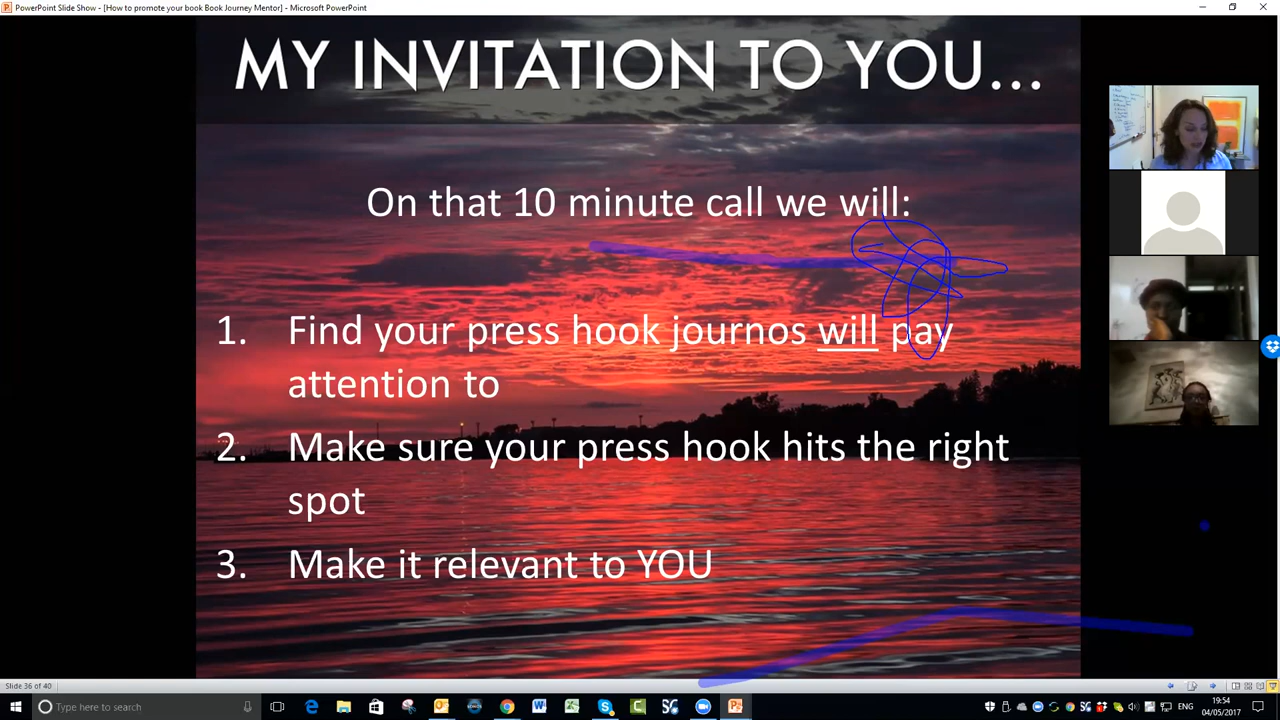 PowerPoint Slide Show - [How to promote your book Book Journey Mentor] - Microsoft PowerPoint
MY INVITATION TO YOU...
On that 10 minute call we will:
1. Find your press hook journos will pay
attention to
2. Make sure your press hook hits the right
spot
3. Make it relevant to YOU
Slide 36 of 40
Type here to search
ENG
19:54
04/05/2017